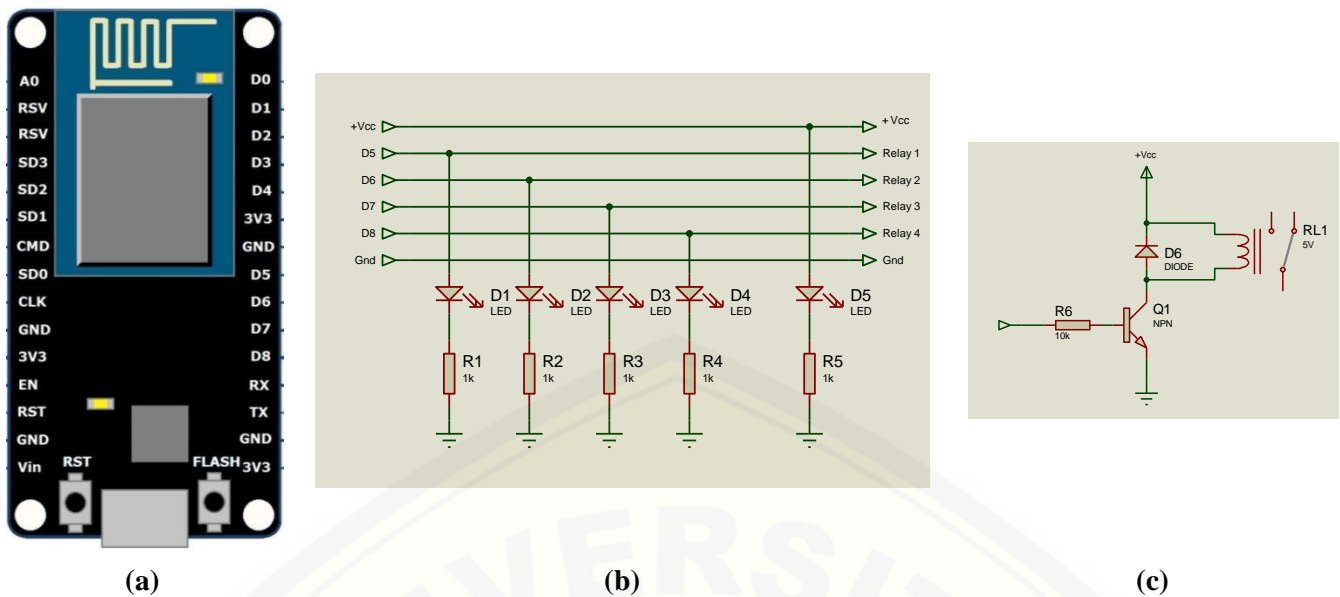 A0 D0
RSV D1
RSV D2
SD3 D3
SD2 D4
SD1 3V3
CMD GND
SD0 D5
CLK D6
GND D7
3V3 D8
EN RX
RST TX
GND GND
Vin RST FLASH 3V3
(a)
+Vcc +Vcc
D5 Relay 1
D6 Relay 2
D7 Relay 3
D8 Relay 4
Gnd Gnd
D1 D2 D3 D4 D5
LED LED LED LED LED
R1 R2 R3 R4 R5
1k 1k 1k 1k 1k
(b)
+Vcc
RL1
5V
D6
DIODE
Q1
NPN
R6
10k
(c)